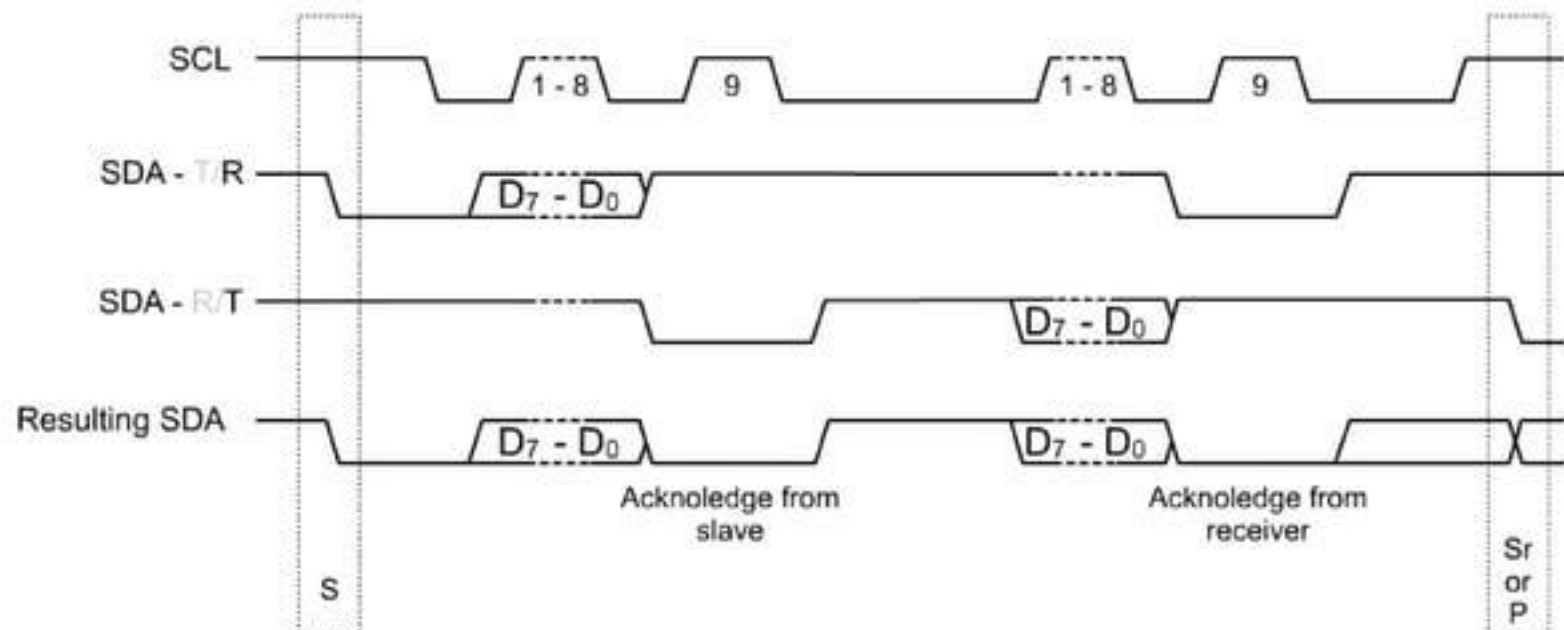 SCL
1 - 8
9
1 - 8
9
SDA - T/R
D7 - D0
SDA - R/T
D7 - D0
Resulting SDA
D7 - D0
D7 - D0
Acknoledge from
slave
Acknoledge from
receiver
S
Sr
or
P